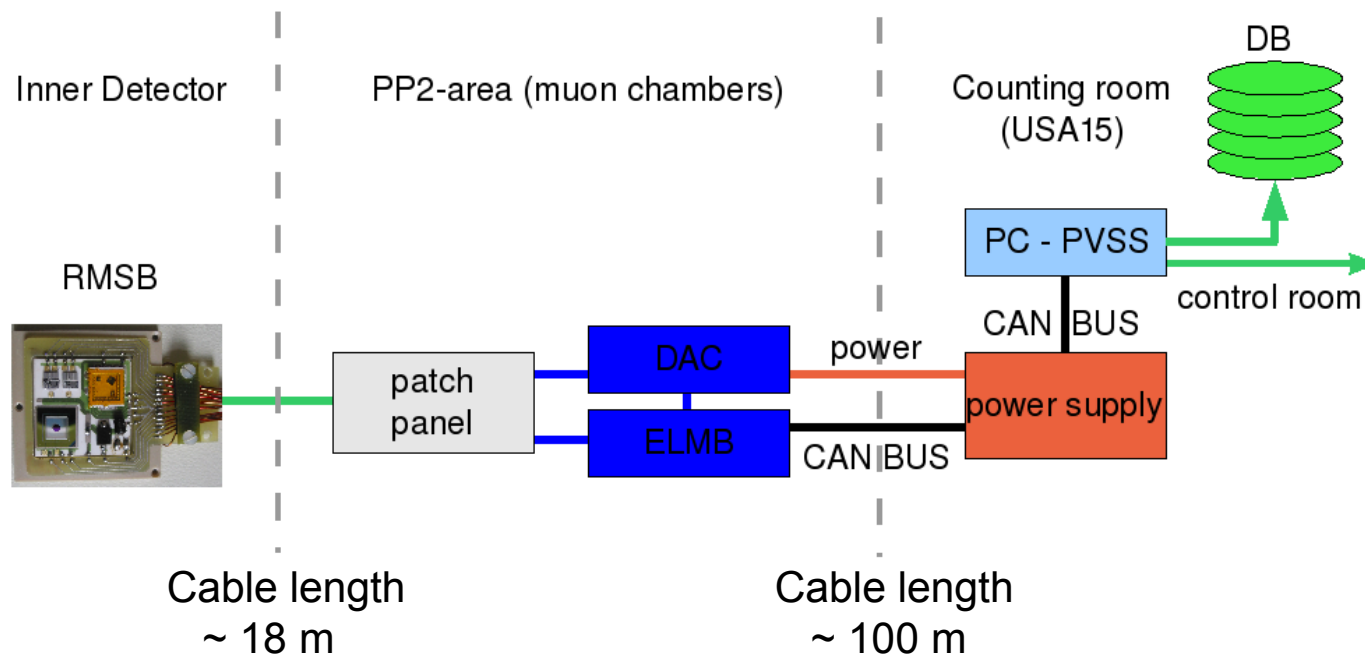 DB
Inner Detector
PP2-area (muon chambers)
Counting room
(USA15)
RMSB
PC - PVSS
control room
CAN BUS
patch
panel
DAC
ELMB
power
CAN BUS
power supply
Cable length
~ 18 m
Cable length
~ 100 m